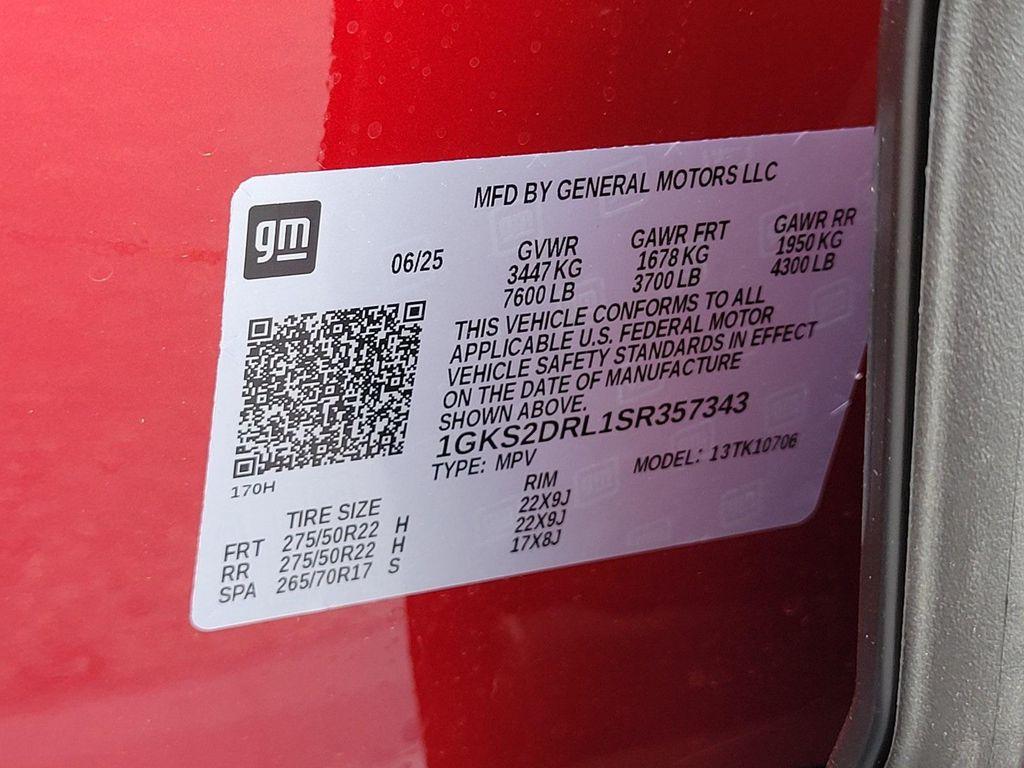 gm
MFD BY GENERAL MOTORS LLC
06/25
GVWR
3447 KG
7600 LB
GAWR FRT
1678 KG
3700 LB
GAWR RR
1950 KG
4300 LB
THIS VEHICLE CONFORMS TO ALL
APPLICABLE U.S. FEDERAL MOTOR
VEHICLE SAFETY STANDARDS IN EFFECT
ON THE DATE OF MANUFACTURE
SHOWN ABOVE.
1GKS2DRL1SR357343
TYPE: MPV MODEL: 13TK10706
170H
TIRE SIZE RIM
FRT 275/50R22 H 22X9J
RR 275/50R22 H 22X9J
SPA 265/70R17 S 17X8J